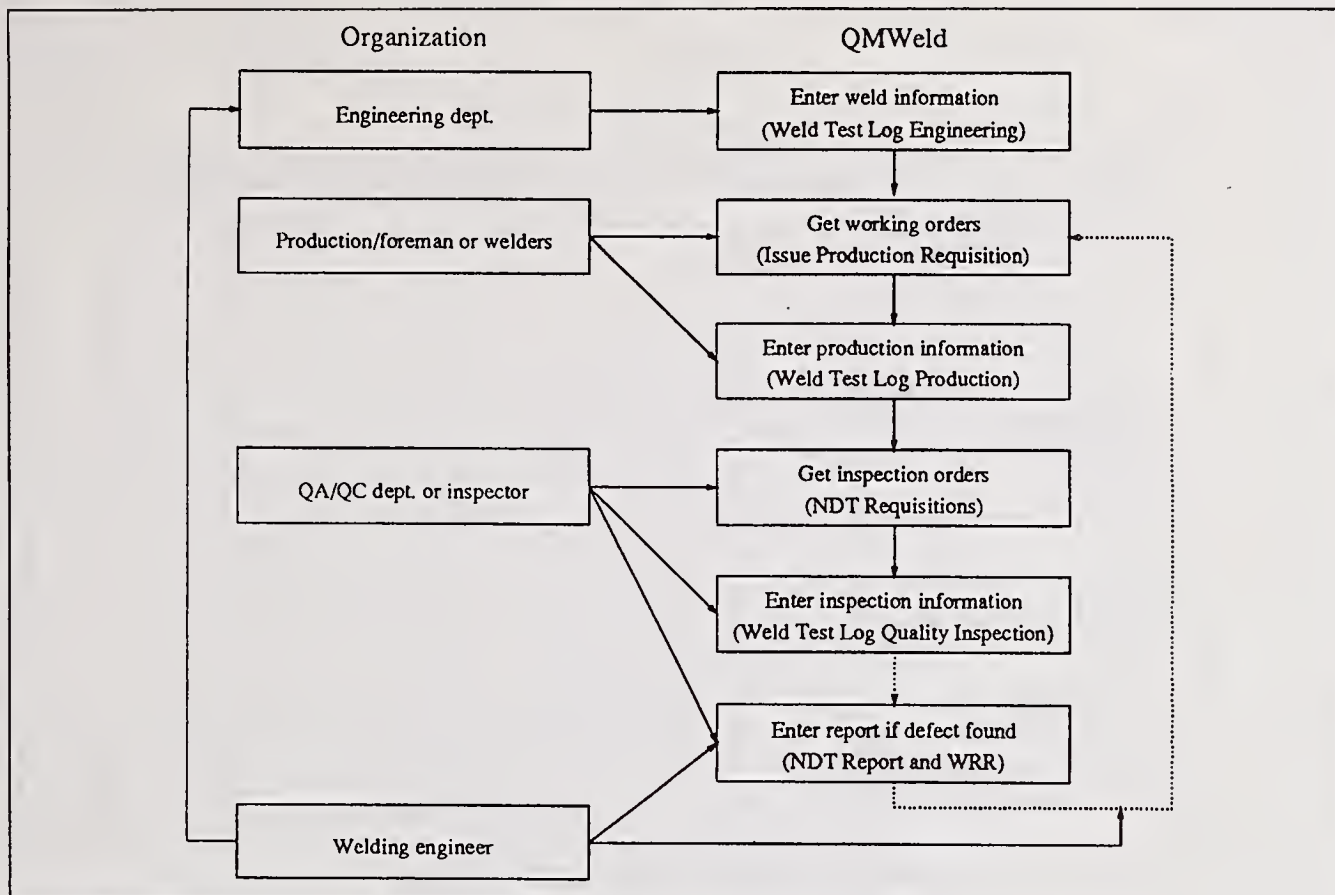 Organization
QMWeld
Engineering dept.
Enter weld information
(Weld Test Log Engineering)
Production/foreman or welders
Get working orders
(Issue Production Requisition)
Enter production information
(Weld Test Log Production)
QA/QC dept. or inspector
Get inspection orders
(NDT Requisitions)
Enter inspection information
(Weld Test Log Quality Inspection)
Enter report if defect found
(NDT Report and WRR)
Welding engineer